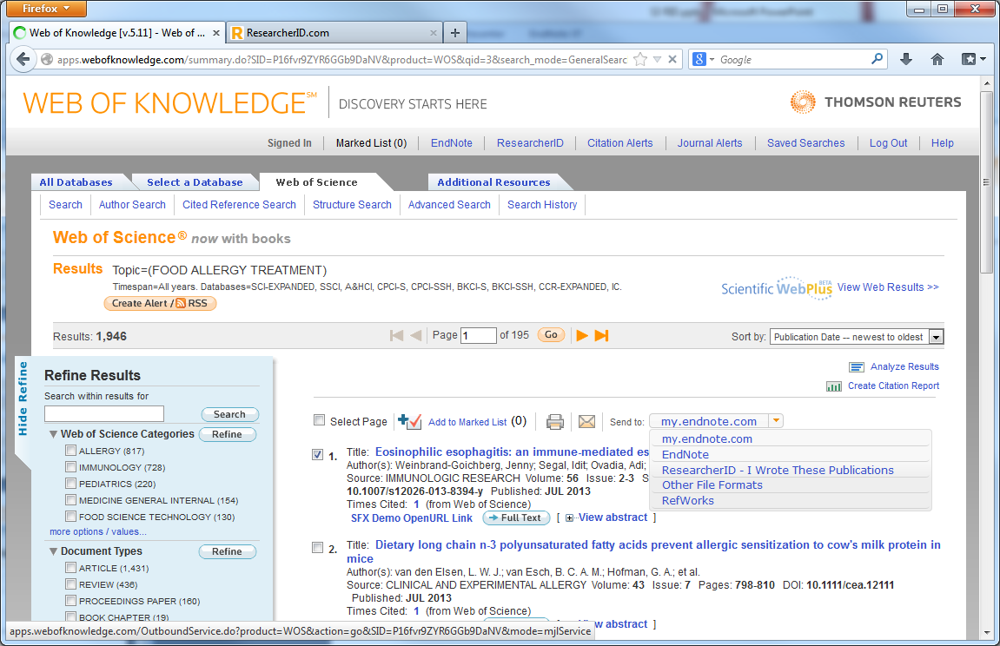 Firefox
Web of Knowledge [v.5.11] - Web of ... ×
ResearcherID.com ×
apps.webofknowledge.com/summary.do?SID=P16fvr9ZYR6GGb9DaNV&product=WOS&qid=3&search_mode=GeneralSearc
Google
WEB OF KNOWLEDGE SM DISCOVERY STARTS HERE
THOMSON REUTERS
Signed In Marked List (0) EndNote ResearcherID Citation Alerts Journal Alerts Saved Searches Log Out Help
All Databases Select a Database Web of Science Additional Resources
Search Author Search Cited Reference Search Structure Search Advanced Search Search History
Web of Science® now with books
Results Topic=(FOOD ALLERGY TREATMENT)
Timespan=All years. Databases=SCI-EXPANDED, SSCI, A&HCI, CPCI-S, CPCI-SSH, BKCI-S, BKCI-SSH, CCR-EXPANDED, IC.
Scientific WebPlus BETA View Web Results >>
Create Alert / RSS
Results: 1,946 Page 1 of 195 Go Sort by: Publication Date -- newest to oldest
Hide Refine
Refine Results
Search within results for
Search
Web of Science Categories Refine
ALLERGY (817)
IMMUNOLOGY (728)
PEDIATRICS (220)
MEDICINE GENERAL INTERNAL (154)
FOOD SCIENCE TECHNOLOGY (130)
more options / values...
Document Types Refine
ARTICLE (1,431)
REVIEW (436)
PROCEEDINGS PAPER (160)
BOOK CHAPTER (19)
Analyze Results
Create Citation Report
Select Page Add to Marked List (0) Send to: my.endnote.com
my.endnote.com
EndNote
ResearcherID - I Wrote These Publications
Other File Formats
RefWorks
1. Title: Eosinophilic esophagitis: an immune-mediated es
Author(s): Weinbrand-Goichberg, Jenny; Segal, Idit; Ovadia, Adi;
Source: IMMUNOLOGIC RESEARCH Volume: 56 Issue: 2-3 S
10.1007/s12026-013-8394-y Published: JUL 2013
Times Cited: 1 (from Web of Science)
SFX Demo OpenURL Link Full Text [ View abstract ]
2. Title: Dietary long chain n-3 polyunsaturated fatty acids prevent allergic sensitization to cow's milk protein in
mice
Author(s): van den Elsen, L. W. J.; van Esch, B. C. A. M.; Hofman, G. A.; et al.
Source: CLINICAL AND EXPERIMENTAL ALLERGY Volume: 43 Issue: 7 Pages: 798-810 DOI: 10.1111/cea.12111
Published: JUL 2013
Times Cited: 1 (from Web of Science)
View abstract ]
apps.webofknowledge.com/OutboundService.do?product=WOS&action=go&SID=P16fvr9ZYR6GGb9DaNV&mode=mjlService